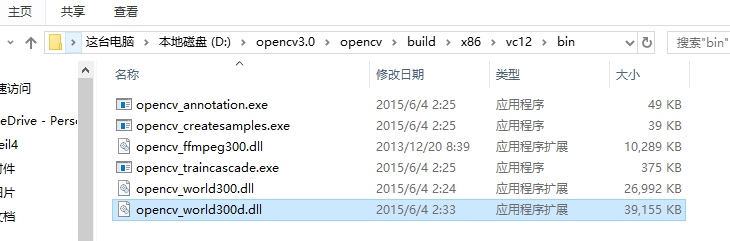 主页 共享 查看
这台电脑 本地磁盘 (D:) opencv3.0 opencv build x86 vc12 bin 搜索"bin"
名称 修改日期 类型 大小
速访问
eDrive - Perso
eil4
件
片
文档
opencv_annotation.exe 2015/6/4 2:25 应用程序 49 KB
opencv_createsamples.exe 2015/6/4 2:25 应用程序 39 KB
opencv_ffmpeg300.dll 2013/12/20 8:39 应用程序扩展 10,289 KB
opencv_traincascade.exe 2015/6/4 2:25 应用程序 375 KB
opencv_world300.dll 2015/6/4 2:24 应用程序扩展 26,992 KB
opencv_world300d.dll 2015/6/4 2:33 应用程序扩展 39,155 KB